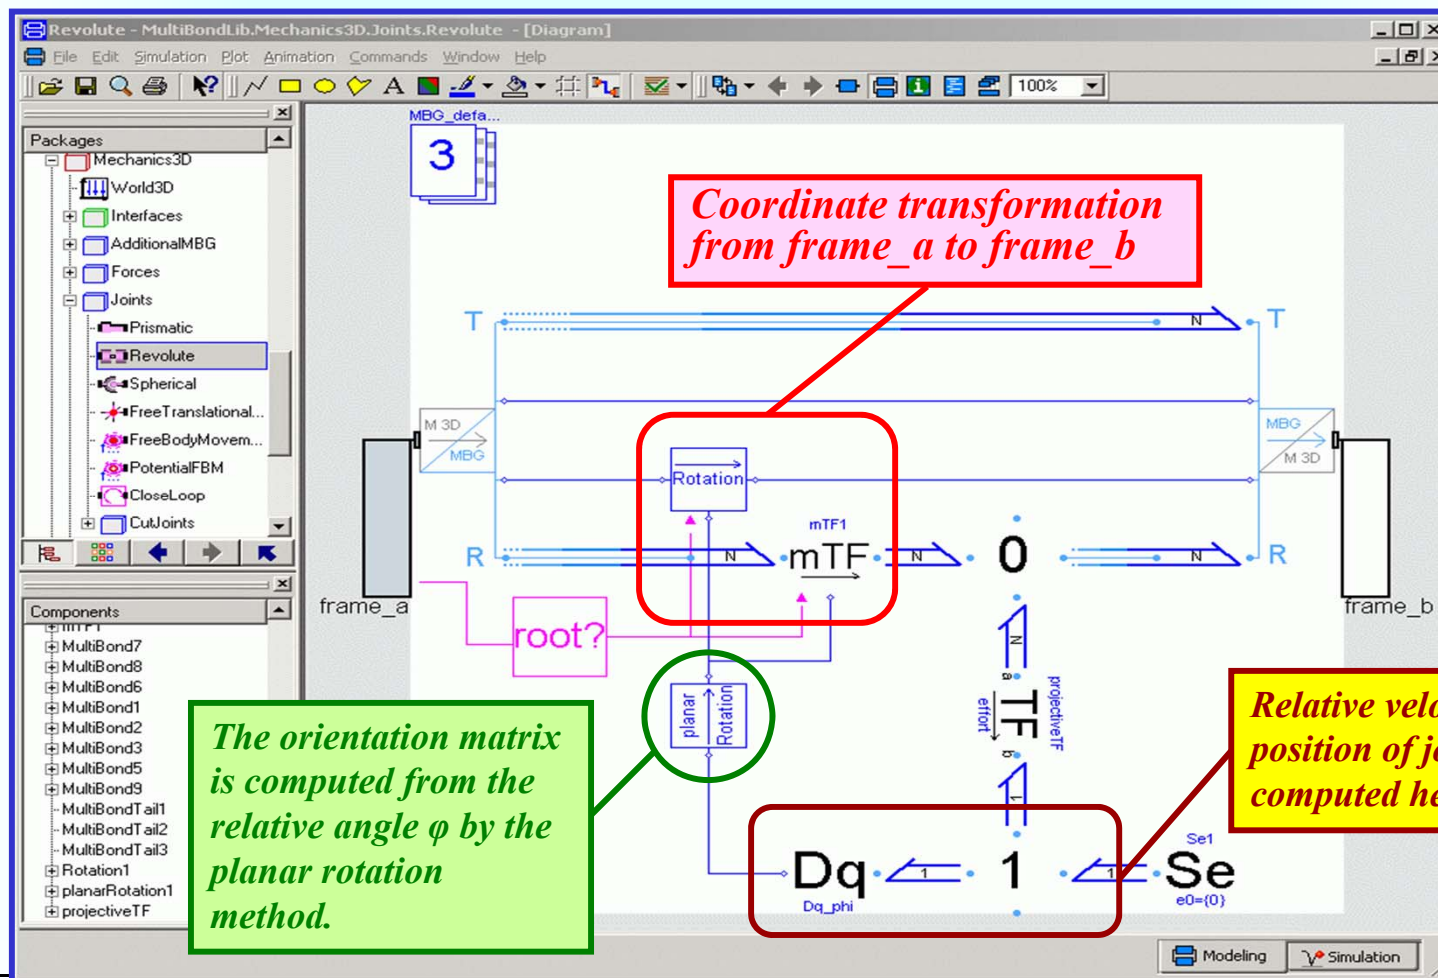 Revolute - MultiBondLib.Mechanics3D.Joints.Revolute - [Diagram]
File Edit Simulation Plot Animation Commands Window Help
100%
Packages
Mechanics3D
World3D
Interfaces
AdditionalMBG
Forces
Joints
Prismatic
Revolute
Spherical
FreeTranslational...
FreeBodyMovem...
PotentialFBM
CloseLoop
CutJoints
Components
mTF1
MultiBond7
MultiBond8
MultiBond6
MultiBond1
MultiBond2
MultiBond3
MultiBond5
MultiBond9
MultiBondTail1
MultiBondTail2
MultiBondTail3
Rotation1
planarRotation1
projectiveTF
MBG_defa...
3
Coordinate transformation
from frame_a to frame_b
T
N
T
M 3D
MBG
MBG
M 3D
Rotation
mTF1
R
N
mTF
N
0
N
R
frame_a
frame_b
root?
N
planar
Rotation
a
effort
TF
projectiveTF
b
1
The orientation matrix
is computed from the
relative angle φ by the
planar rotation
method.
position of
Dq
1
1
1
Se1
Se
Dq_phi
e0={0}
Relative
computed
Modeling
Simulation